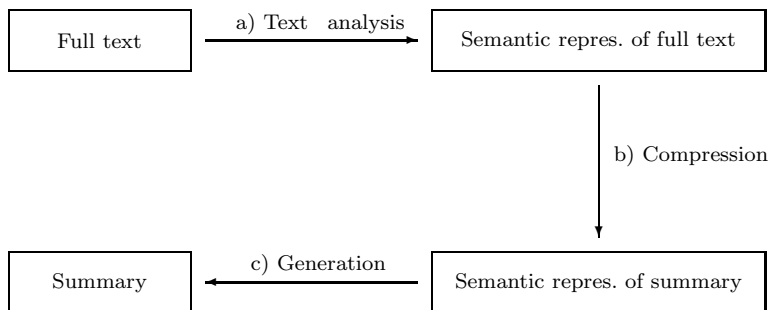 a) Text analysis
Full text
Semantic repres. of full text
b) Compression
c) Generation
Summary
Semantic repres. of summary